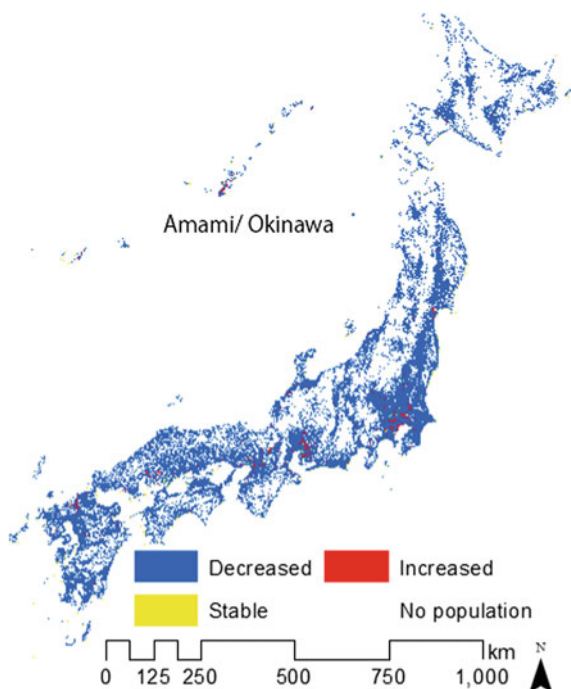 Amami/ Okinawa
Decreased
Increased
Stable
No population
km
0 125 250 500 750 1,000
N